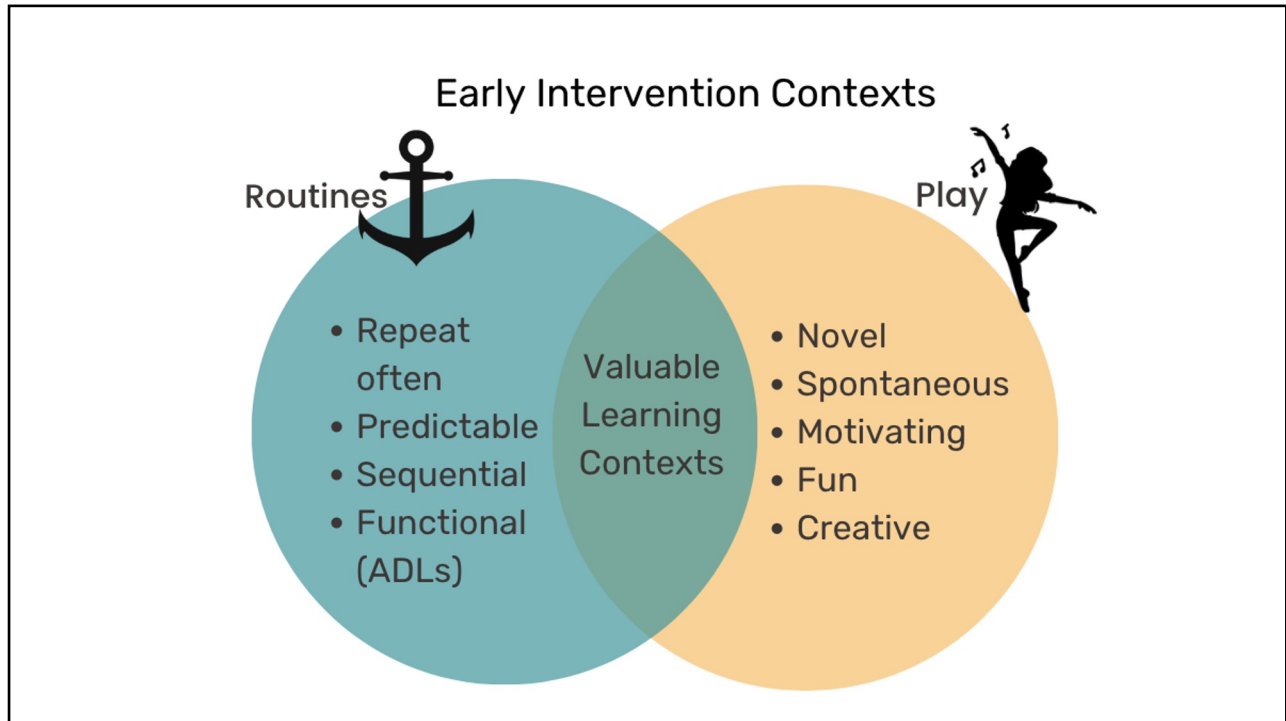 Early Intervention Contexts
Routines
• Repeat
often
• Predictable
• Sequential
• Functional
(ADLs)
Valuable
Learning
Contexts
Play
• Novel
• Spontaneous
• Motivating
• Fun
• Creative